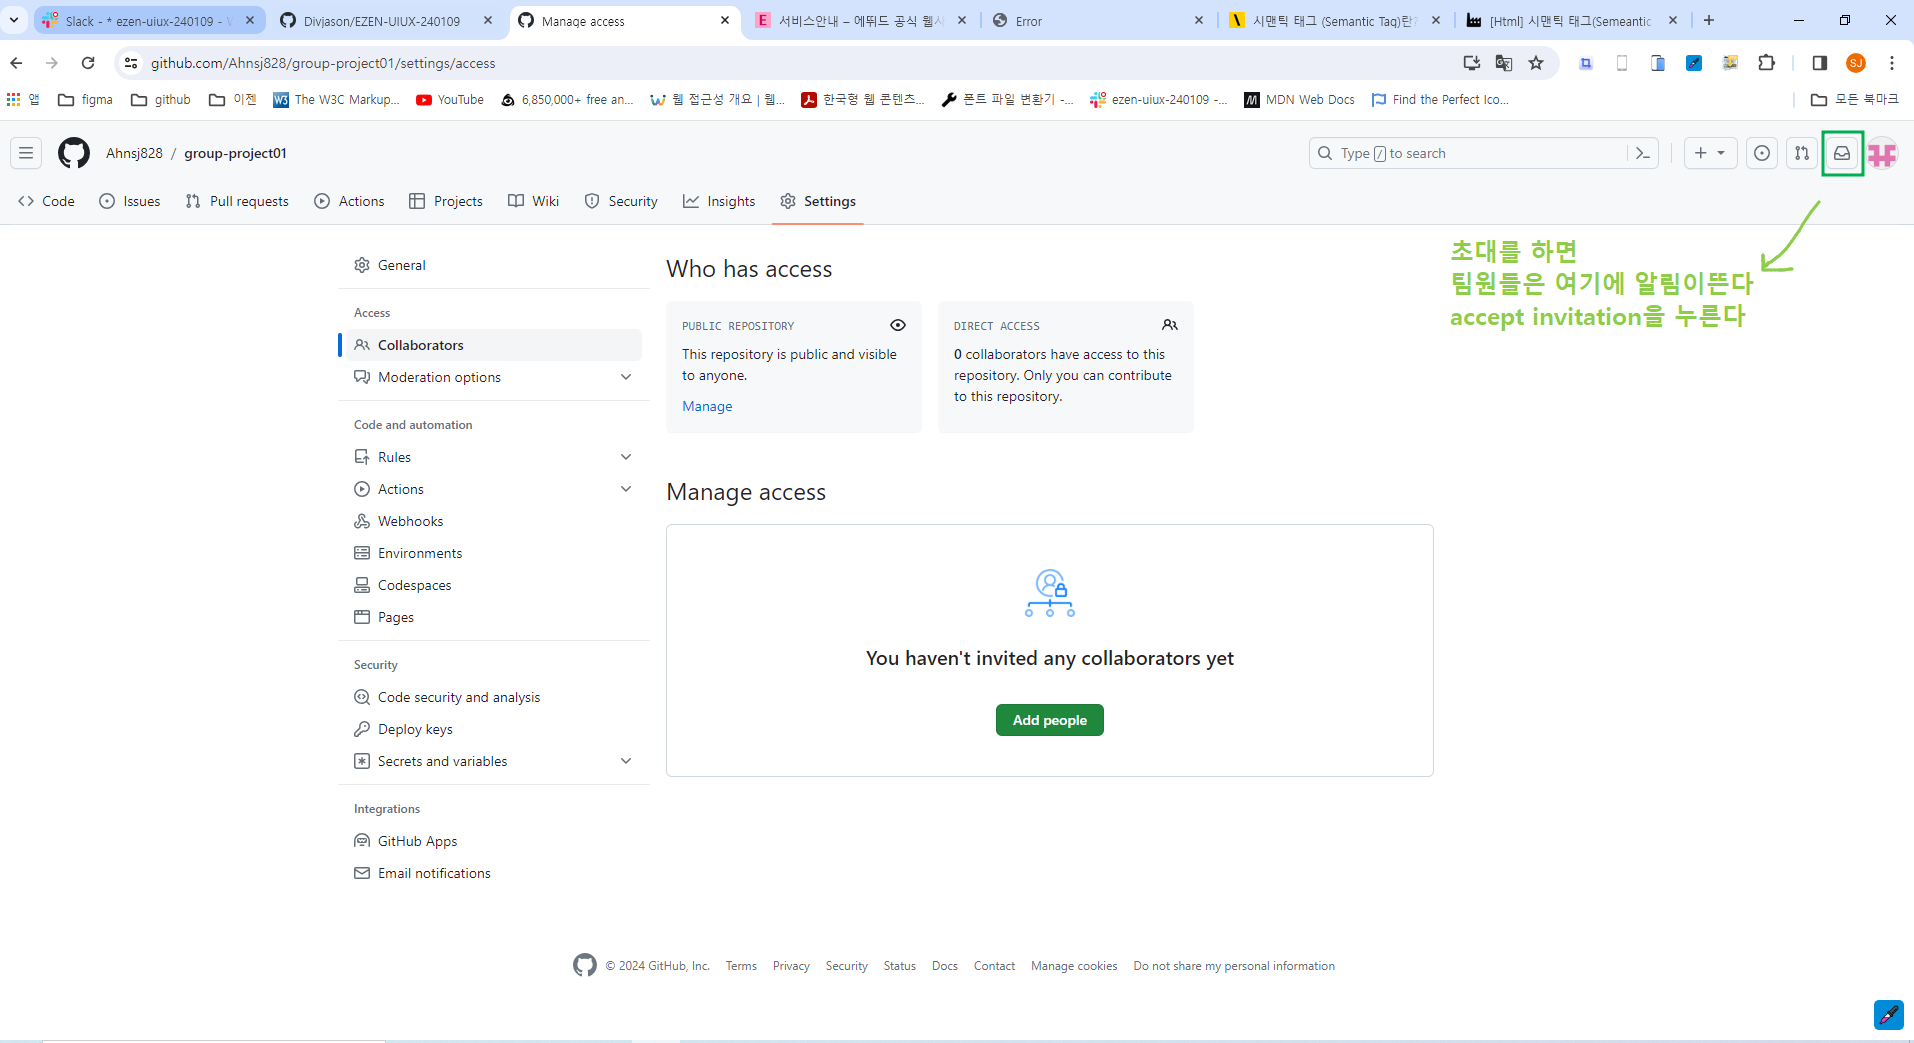 Slack - * ezen-uiux-240109 -
Divjason/EZEN-UIUX-240109
Manage access
서비스안내 – 에뛰드 공식 웹사
Error
시맨틱 태그 (Semantic Tag)란?
[Html] 시맨틱 태그(Semeantic
github.com/Ahnsj828/group-project01/settings/access
SJ
앱
figma
github
이젠
The W3C Markup...
YouTube
6,850,000+ free an...
웹 접근성 개요 | 웹...
한국형 웹 콘텐츠...
폰트 파일 변환기 -...
ezen-uiux-240109 -...
MDN Web Docs
Find the Perfect Ico...
모든 북마크
Ahnsj828 / group-project01
Type / to search
Code
Issues
Pull requests
Actions
Projects
Wiki
Security
Insights
Settings
초대를 하면
팀원들은 여기에 알림이뜬다
accept invitation을 누른다
General
Access
Collaborators
Moderation options
Code and automation
Rules
Actions
Webhooks
Environments
Codespaces
Pages
Security
Code security and analysis
Deploy keys
Secrets and variables
Integrations
GitHub Apps
Email notifications
Who has access
PUBLIC REPOSITORY
This repository is public and visible
to anyone.
Manage
DIRECT ACCESS
0 collaborators have access to this
repository. Only you can contribute
to this repository.
Manage access
You haven't invited any collaborators yet
Add people
© 2024 GitHub, Inc.
Terms
Privacy
Security
Status
Docs
Contact
Manage cookies
Do not share my personal information